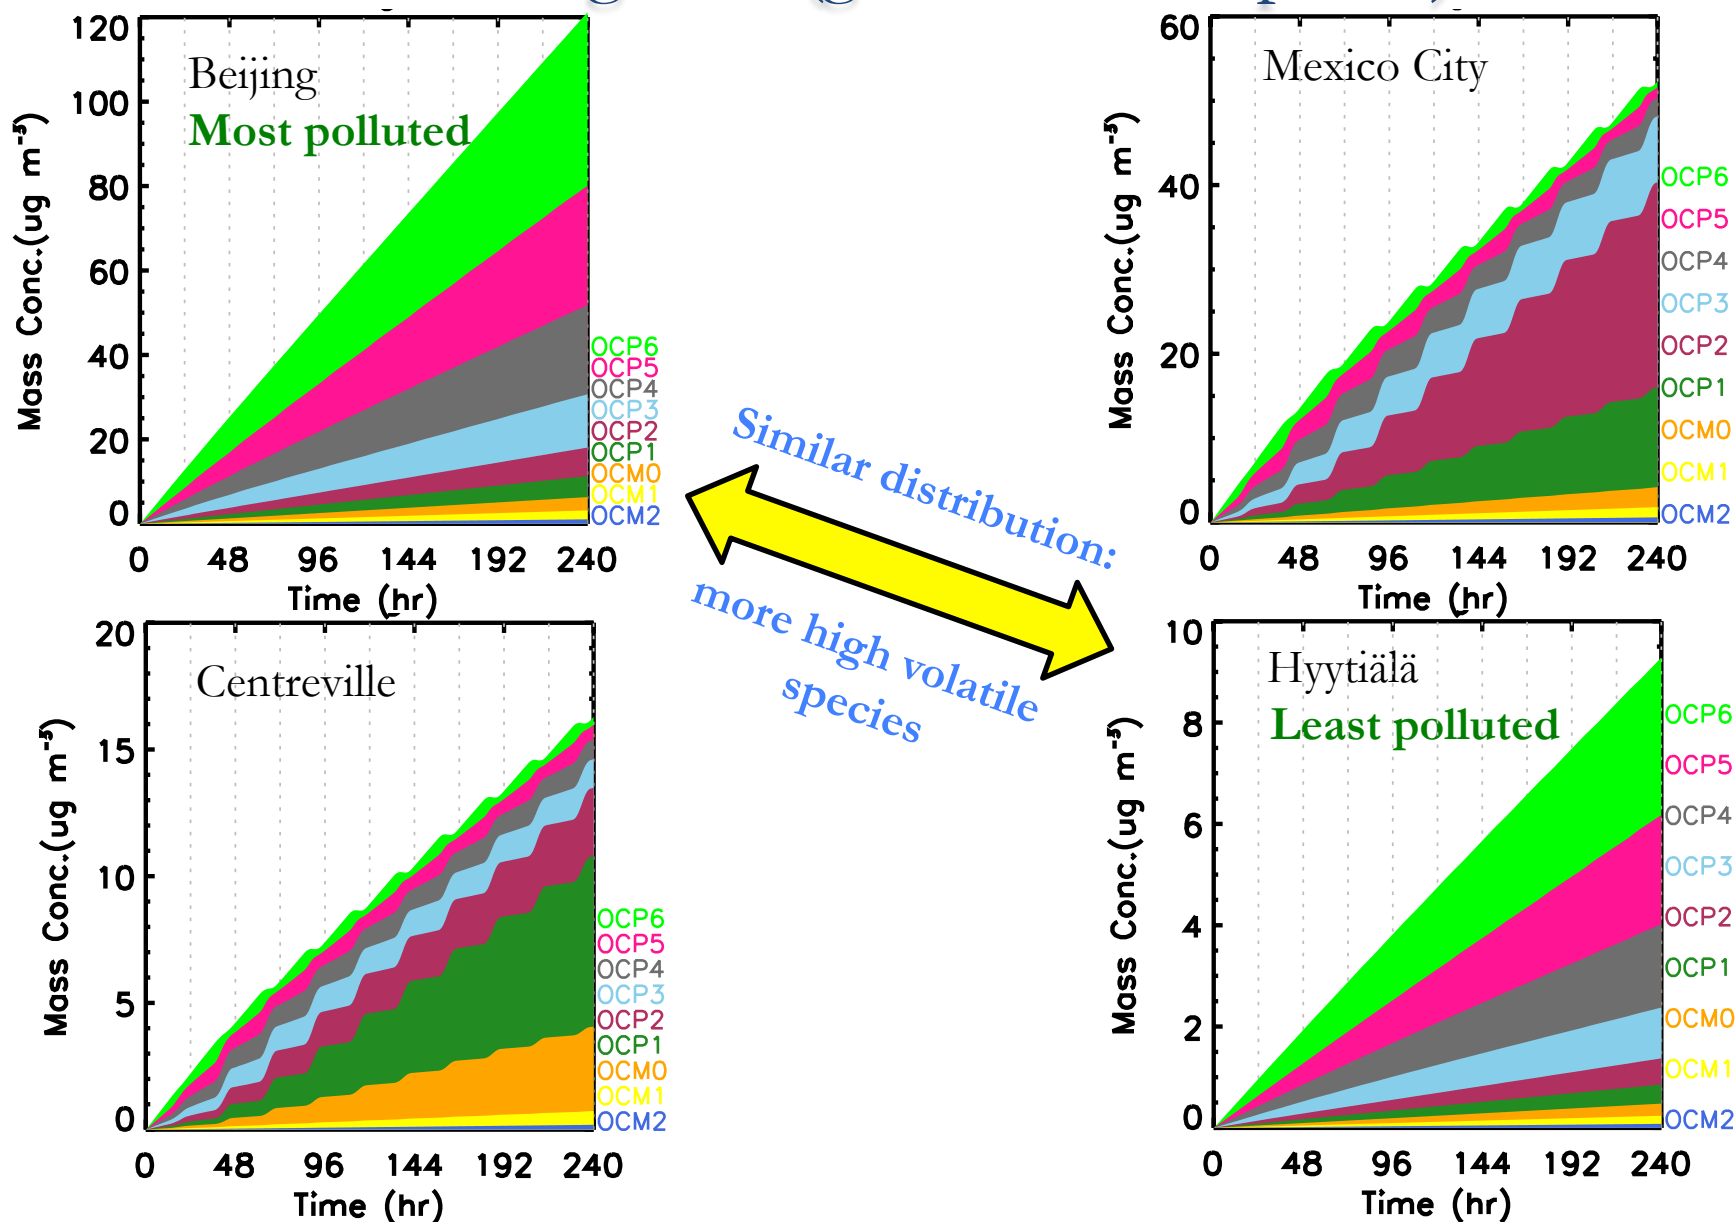 Beijing
Most polluted
Mass Conc.(ug m⁻³)
120
100
80
60
40
20
0
0 48 96 144 192 240
Time (hr)
OCP6
OCP5
OCP4
OCP3
OCP2
OCP1
OCM0
OCM1
OCM2
Mexico City
Mass Conc.(ug m⁻³)
60
40
20
0
0 48 96 144 192 240
Time (hr)
OCP6
OCP5
OCP4
OCP3
OCP2
OCP1
OCM0
OCM1
OCM2
Similar distribution:
more high volatile
species
Centreville
Mass Conc.(ug m⁻³)
20
15
10
5
0
0 48 96 144 192 240
Time (hr)
OCP6
OCP5
OCP4
OCP3
OCP2
OCP1
OCM0
OCM1
OCM2
Hyytiälä
Least polluted
Mass Conc.(ug m⁻³)
10
8
6
4
2
0
0 48 96 144 192 240
Time (hr)
OCP6
OCP5
OCP4
OCP3
OCP2
OCP1
OCM0
OCM1
OCM2